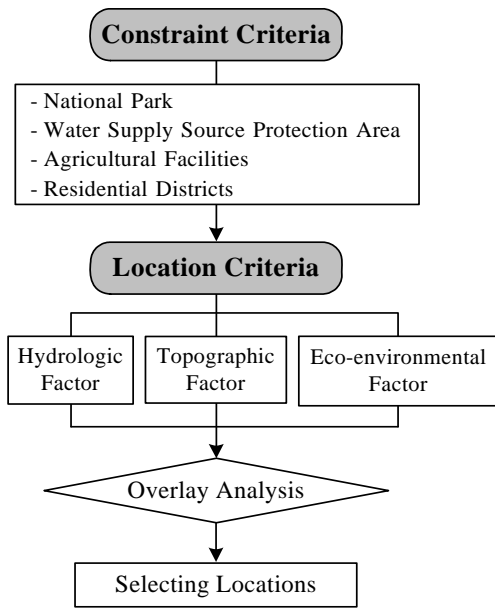 Constraint Criteria
- National Park
- Water Supply Source Protection Area
- Agricultural Facilities
- Residential Districts
Location Criteria
Hydrologic
Factor
Topographic
Factor
Eco-environmental
Factor
Overlay Analysis
Selecting Locations